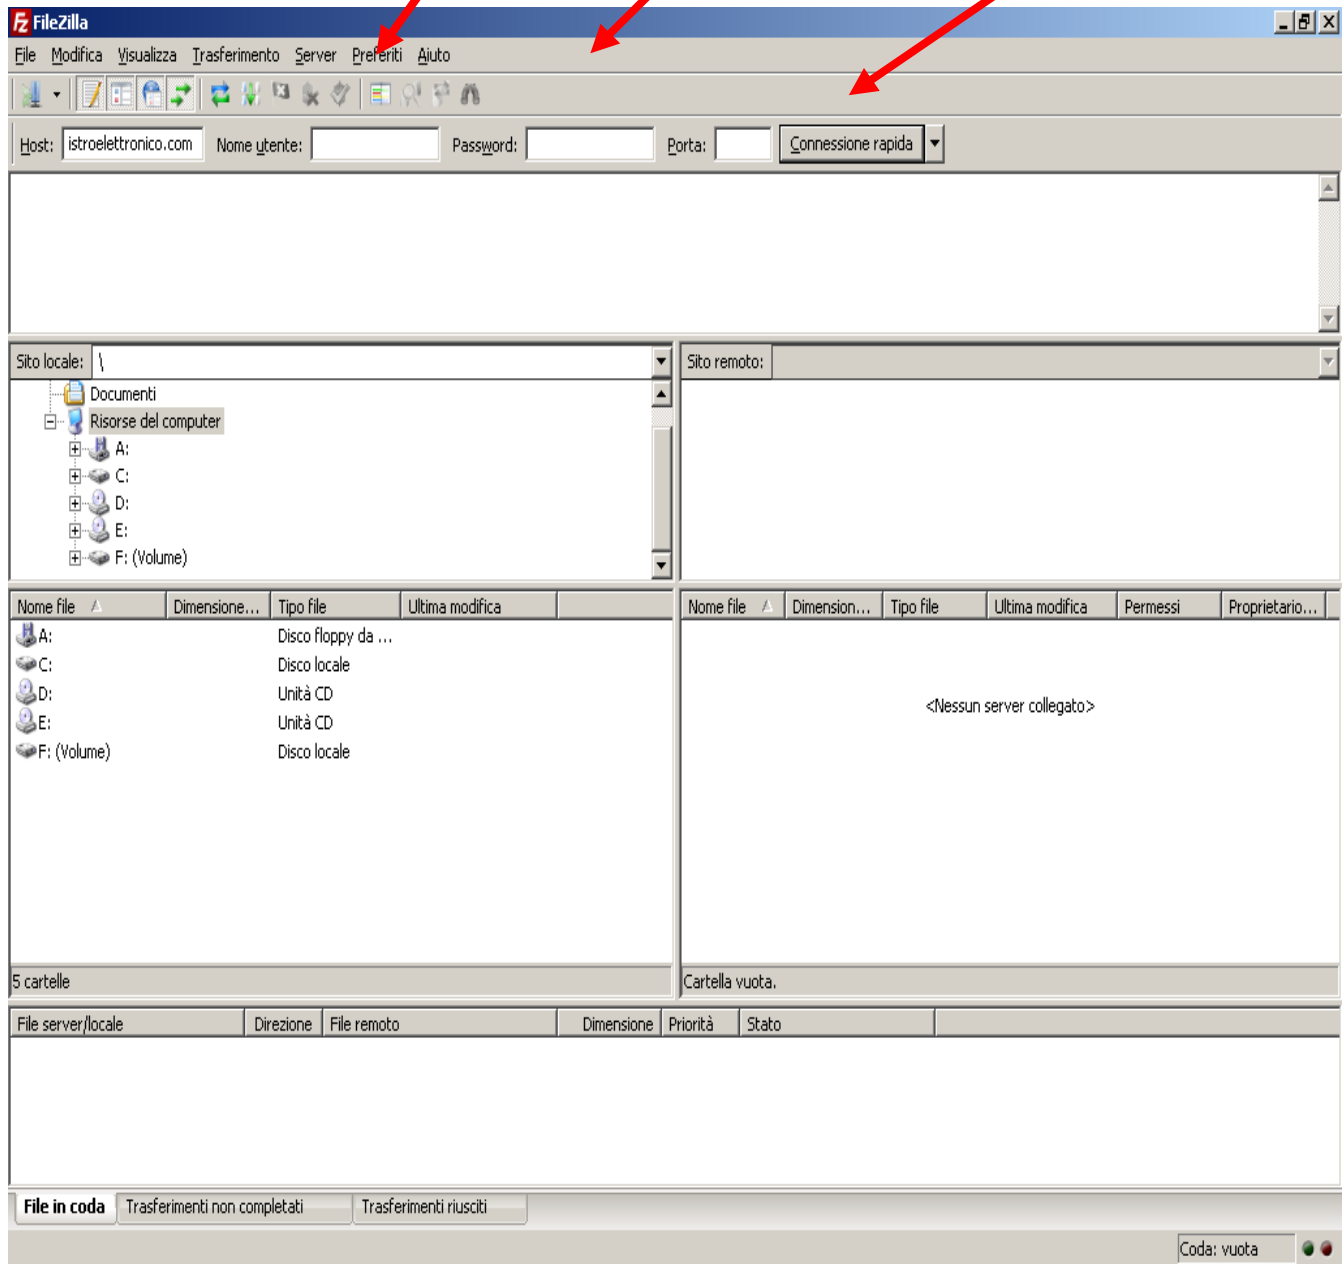 FileZilla
File Modifica Visualizza Trasferimento Server Preferiti Aiuto
Host: istroelettronico.com Nome utente: Password: Porta: Connessione rapida
Sito locale: \
Documenti
Risorse del computer
A:
C:
D:
E:
F: (Volume)
Sito remoto:
Nome file Dimensione... Tipo file Ultima modifica
A: Disco floppy da ...
C: Disco locale
D: Unità CD
E: Unità CD
F: (Volume) Disco locale
5 cartelle
Nome file Dimension... Tipo file Ultima modifica Permessi Proprietario...
<Nessun server collegato>
Cartella vuota.
File server/locale Direzione File remoto Dimensione Priorità Stato
File in coda Trasferimenti non completati Trasferimenti riusciti
Coda: vuota